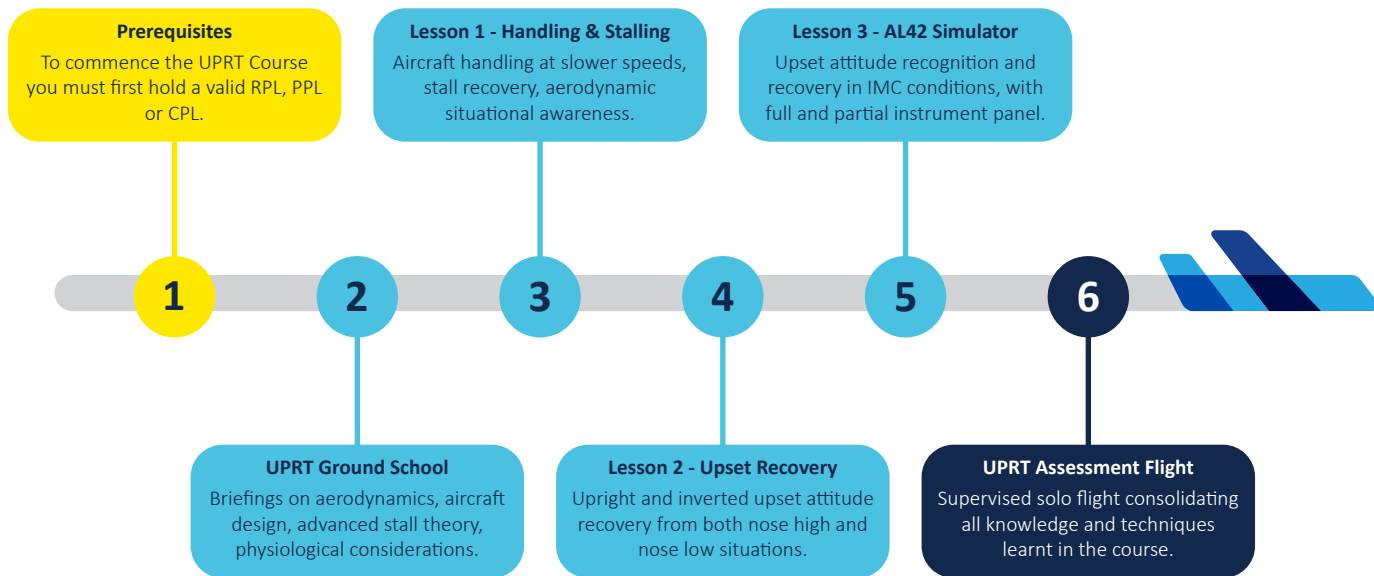 Prerequisites
To commence the UPRT Course
you must first hold a valid RPL, PPL
or CPL.
Lesson 1 - Handling & Stalling
Aircraft handling at slower speeds,
stall recovery, aerodynamic
situational awareness.
Lesson 3 - AL42 Simulator
Upset attitude recognition and
recovery in IMC conditions, with
full and partial instrument panel.
1
2
3
4
5
6
UPRT Ground School
Briefings on aerodynamics, aircraft
design, advanced stall theory,
physiological considerations.
Lesson 2 - Upset Recovery
Upright and inverted upset attitude
recovery from both nose high and
nose low situations.
UPRT Assessment Flight
Supervised solo flight consolidating
all knowledge and techniques
learnt in the course.